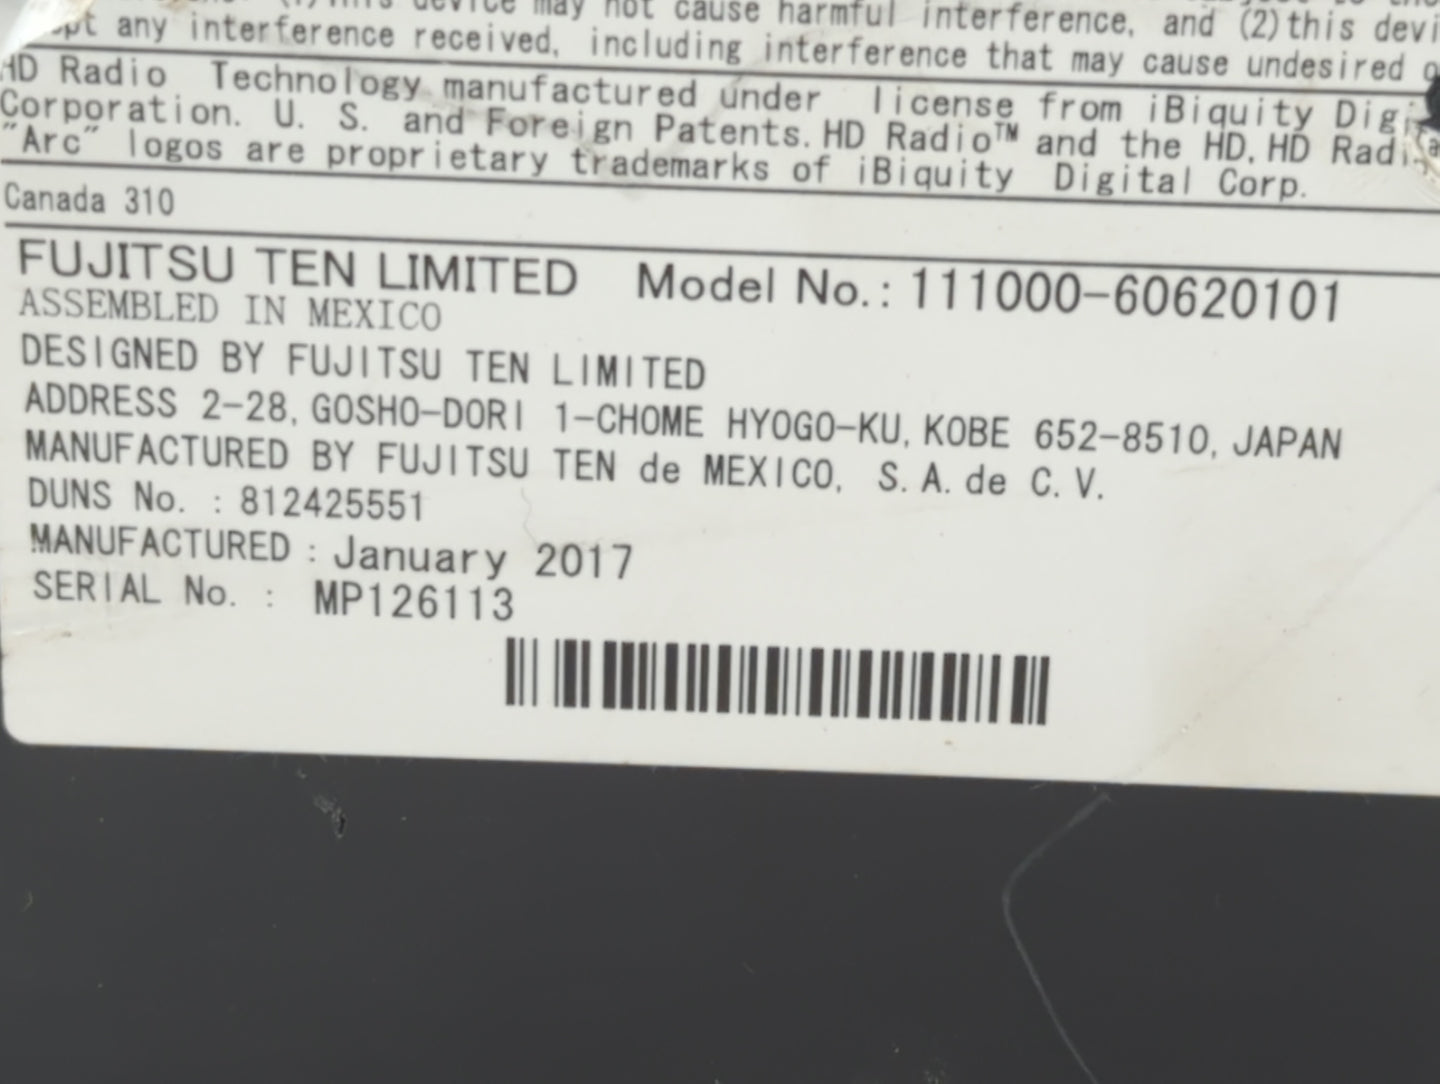 (1)This device may not cause harmful interference, and (2)this devi
any interference received, including interference that may cause undesired
HD Radio Technology manufactured under license from iBiquity Digi
Corporation. U. S. and Foreign Patents. HD Radio™ and the HD, HD Radi
"Arc" logos are proprietary trademarks of iBiquity Digital Corp.
Canada 310
FUJITSU TEN LIMITED Model No.: 111000-60620101
ASSEMBLED IN MEXICO
DESIGNED BY FUJITSU TEN LIMITED
ADDRESS 2-28, GOSHO-DORI 1-CHOME HYOGO-KU, KOBE 652-8510, JAPAN
MANUFACTURED BY FUJITSU TEN de MEXICO, S. A. de C. V.
DUNS No. : 812425551
MANUFACTURED : January 2017
SERIAL No. : MP126113